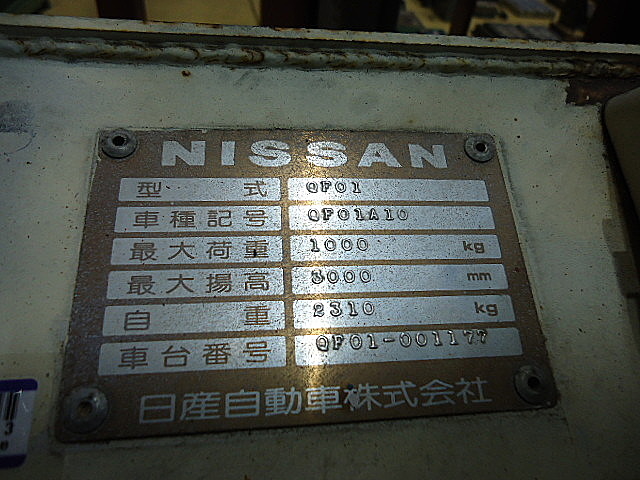 NISSAN
型式 QF01
車種記号 QF01A10
最大荷重 1000 kg
最大揚高 3000 mm
自重 2310 kg
車台番号 QF01-001177
日産自動車株式会社
3